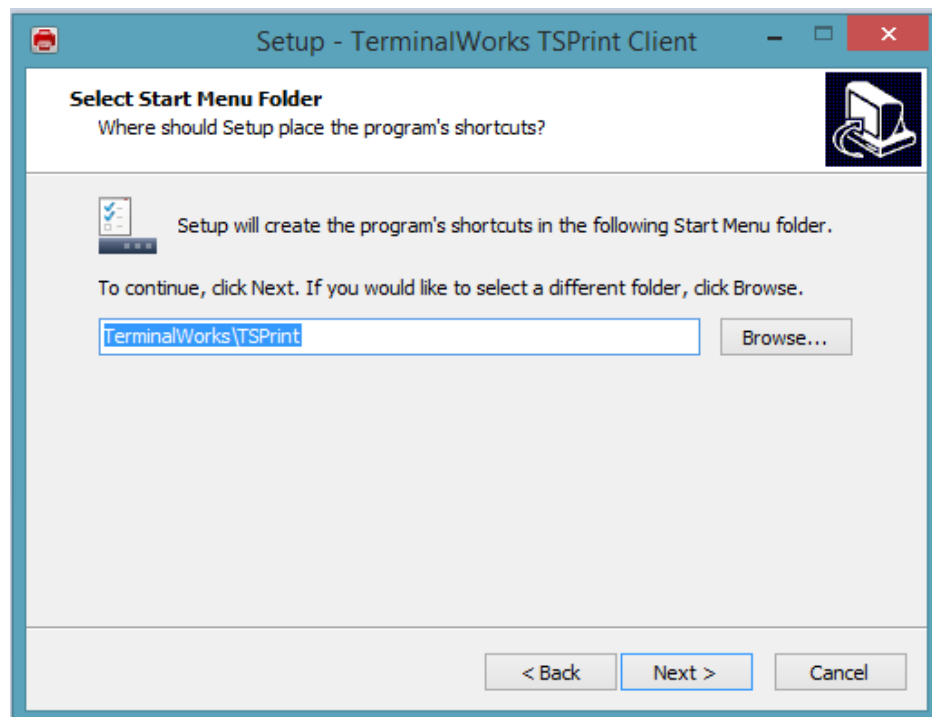 Setup - TerminalWorks TSPrint Client
Select Start Menu Folder
Where should Setup place the program's shortcuts?
Setup will create the program's shortcuts in the following Start Menu folder.
To continue, click Next. If you would like to select a different folder, click Browse.
TerminalWorks\TSPrint Browse...
< Back Next > Cancel